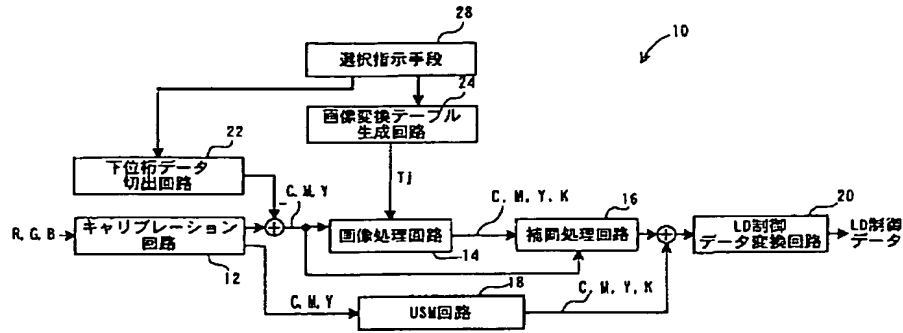 28
10
選択指示手段
24
画像変換テーブル
生成回路
22
下位桁データ
切出回路
Tj
C, M, Y
-
C, M, Y, K
16
20
R, G, B
キャリブレーション
回路
画像処理回路
補間処理回路
LD制御
データ変換回路
LD制御
データ
12
14
18
C, M, Y
USM回路
C, M, Y, K